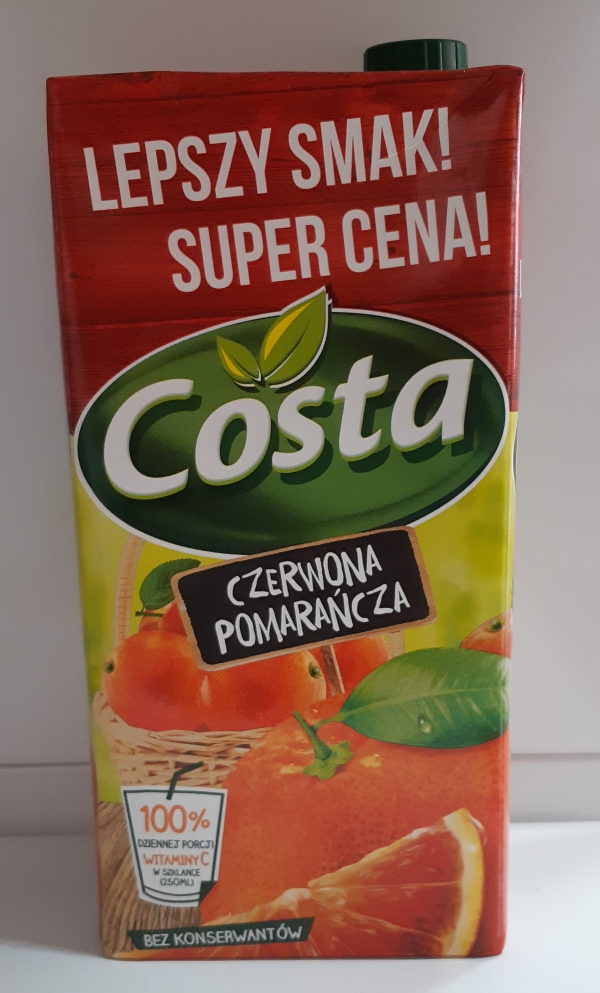 LEPSZY SMAK!
SUPER CENA!
Costa
CZERWONA
POMARAŃCZA
100%
DZIENNEJ PORCJI
WITAMINY C
W SZKLANCE
(250ML)
BEZ KONSERWANTÓW